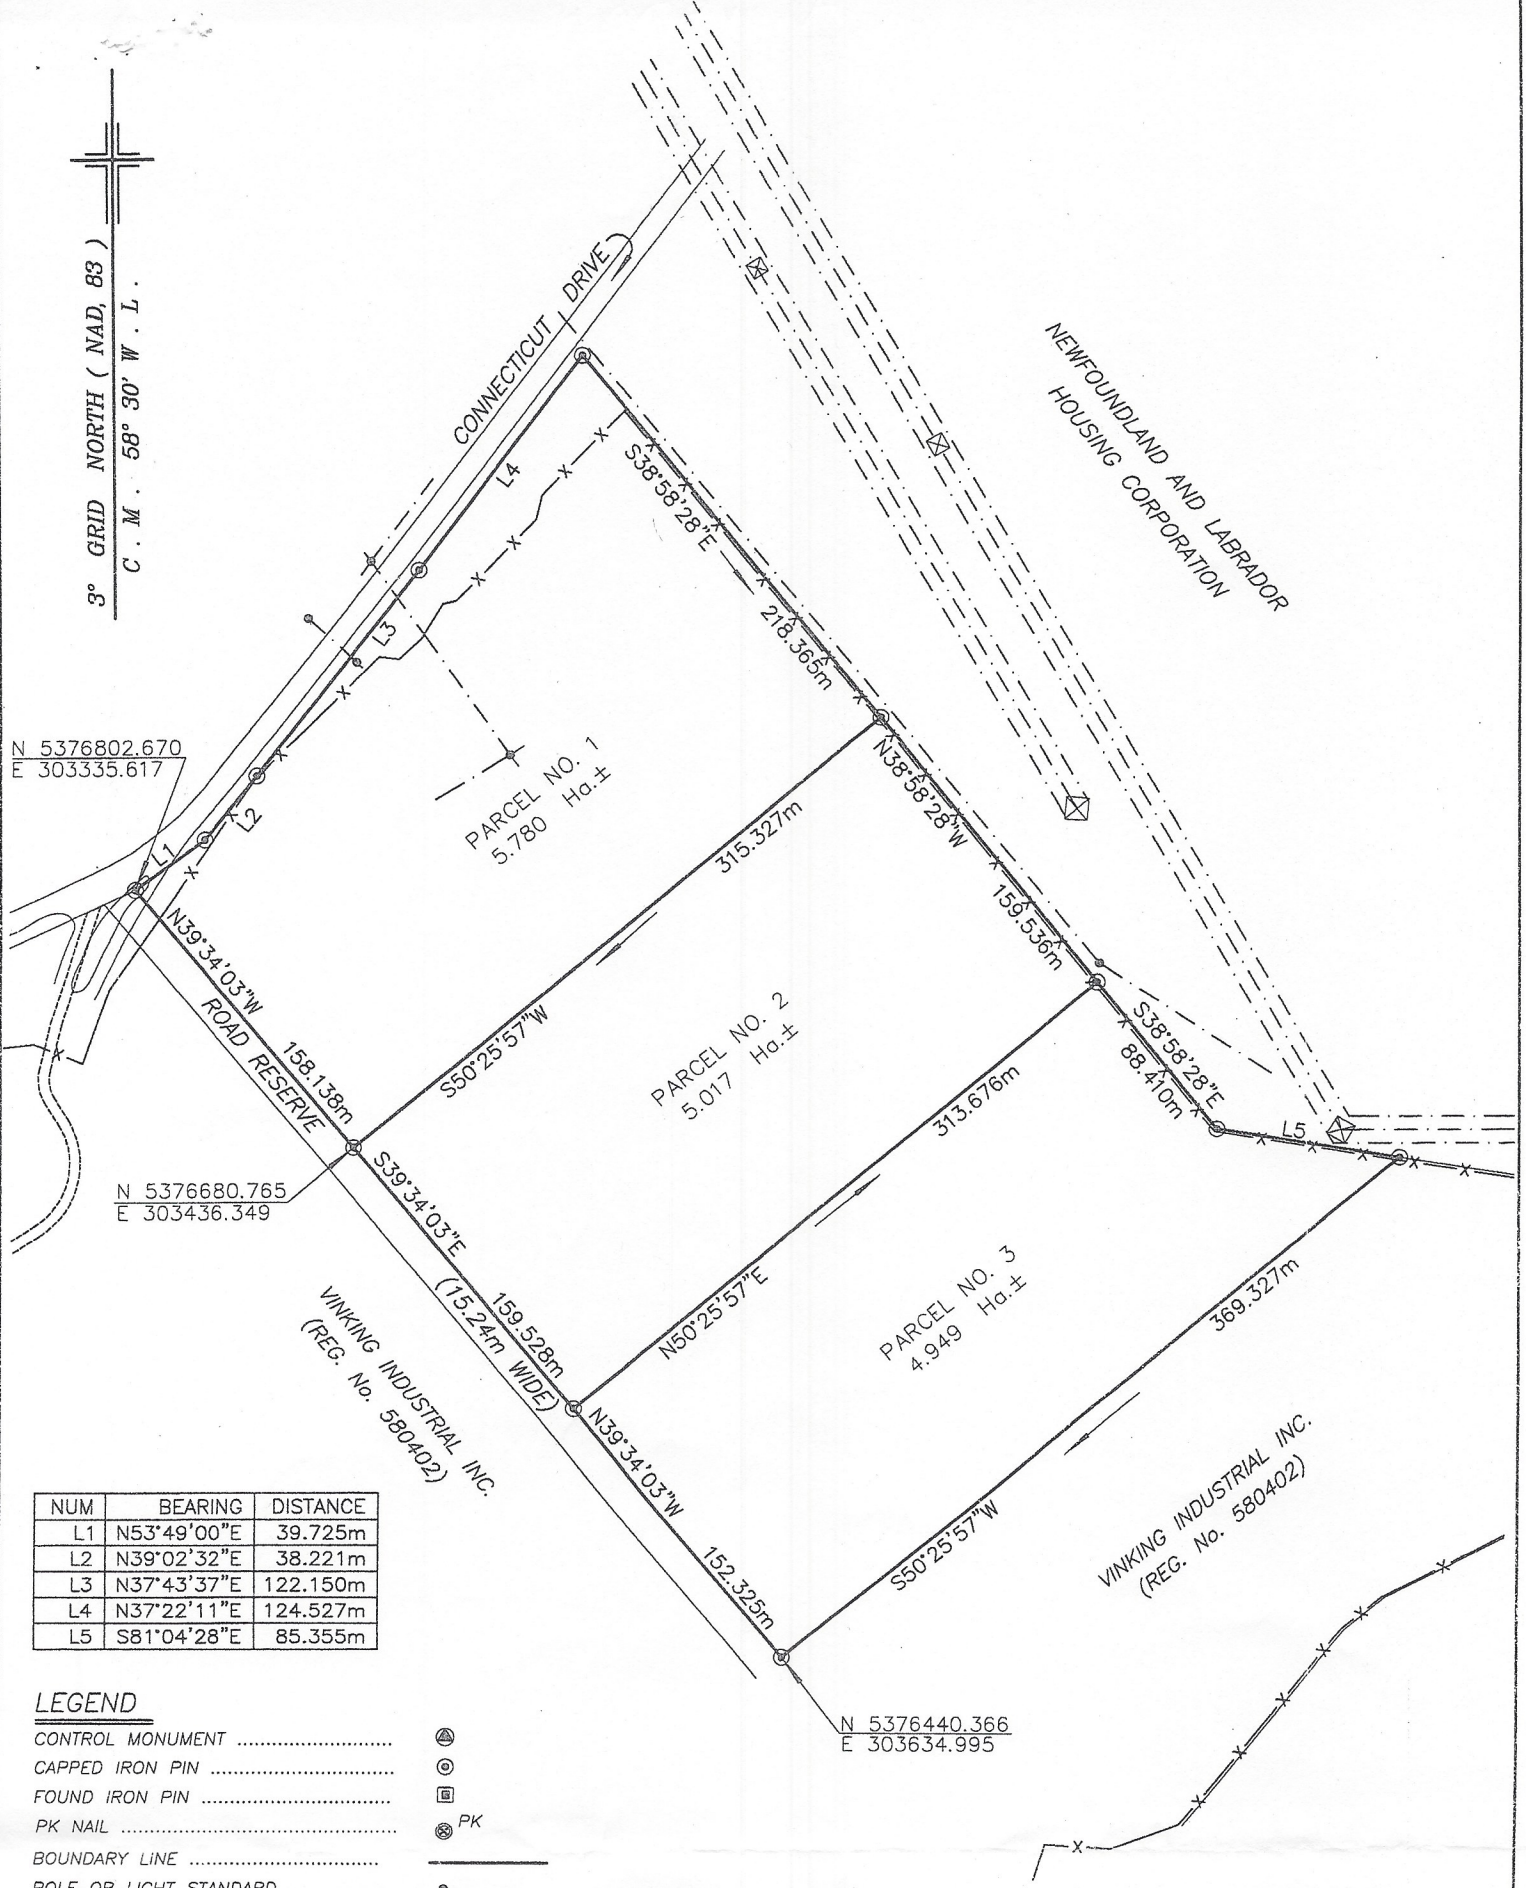 3° GRID NORTH ( NAD, 83 )
C . M . 58° 30' W . L .
CONNECTICUT DRIVE
NEWFOUNDLAND AND LABRADOR
HOUSING CORPORATION
L4
S38°58'28"E
218.365m
L3
N 5376802.670
E 303335.617
L2
L1
PARCEL NO. 1
5.780 Ha.±
N38°58'28"W
159.536m
315.327m
S50°25'57"W
N39°34'03"W
158.138m
ROAD RESERVE
(15.24m WIDE)
PARCEL NO. 2
5.017 Ha.±
S38°58'28"E
88.410m
L5
313.676m
N50°25'57"E
N 5376680.765
E 303436.349
S39°34'03"E
159.528m
VINKING INDUSTRIAL INC.
(REG. No. 580402)
PARCEL NO. 3
4.949 Ha.±
369.327m
S50°25'57"W
N39°34'03"W
152.325m
VINKING INDUSTRIAL INC.
(REG. No. 580402)
N 5376440.366
E 303634.995
NUM BEARING DISTANCE
L1 N53°49'00"E 39.725m
L2 N39°02'32"E 38.221m
L3 N37°43'37"E 122.150m
L4 N37°22'11"E 124.527m
L5 S81°04'28"E 85.355m
LEGEND
CONTROL MONUMENT ..........................
CAPPED IRON PIN ...............................
FOUND IRON PIN ................................
PK NAIL .............................................. PK
BOUNDARY LINE ................................
POLE OR LIGHT STANDARD